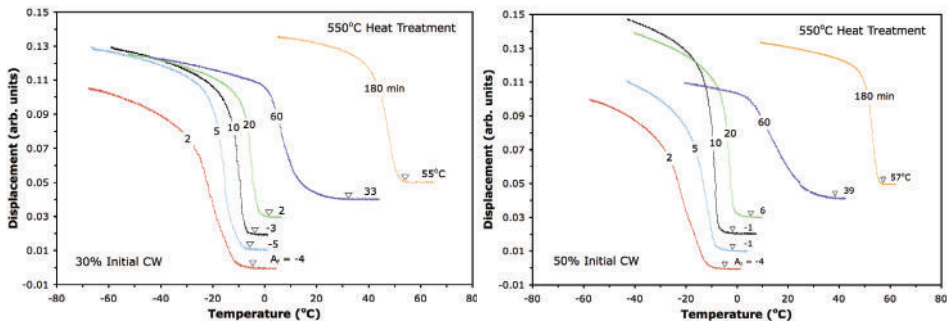 550°C Heat Treatment
0.15
0.13
0.11
0.09
0.07
0.05
0.03
0.01
-0.01
Displacement (arb. units)
180 min
60
20
10
5
2
55°C
33
2
-3
-5
Af = -4
30% Initial CW
-80 -60 -40 -20 0 20 40 60 80
Temperature (°C)
550°C Heat Treatment
0.15
0.13
0.11
0.09
0.07
0.05
0.03
0.01
-0.01
Displacement (arb. units)
180 min
60
20
10
5
2
57°C
39
6
-1
-1
Af = -4
50% Initial CW
-80 -60 -40 -20 0 20 40 60 80
Temperature (°C)